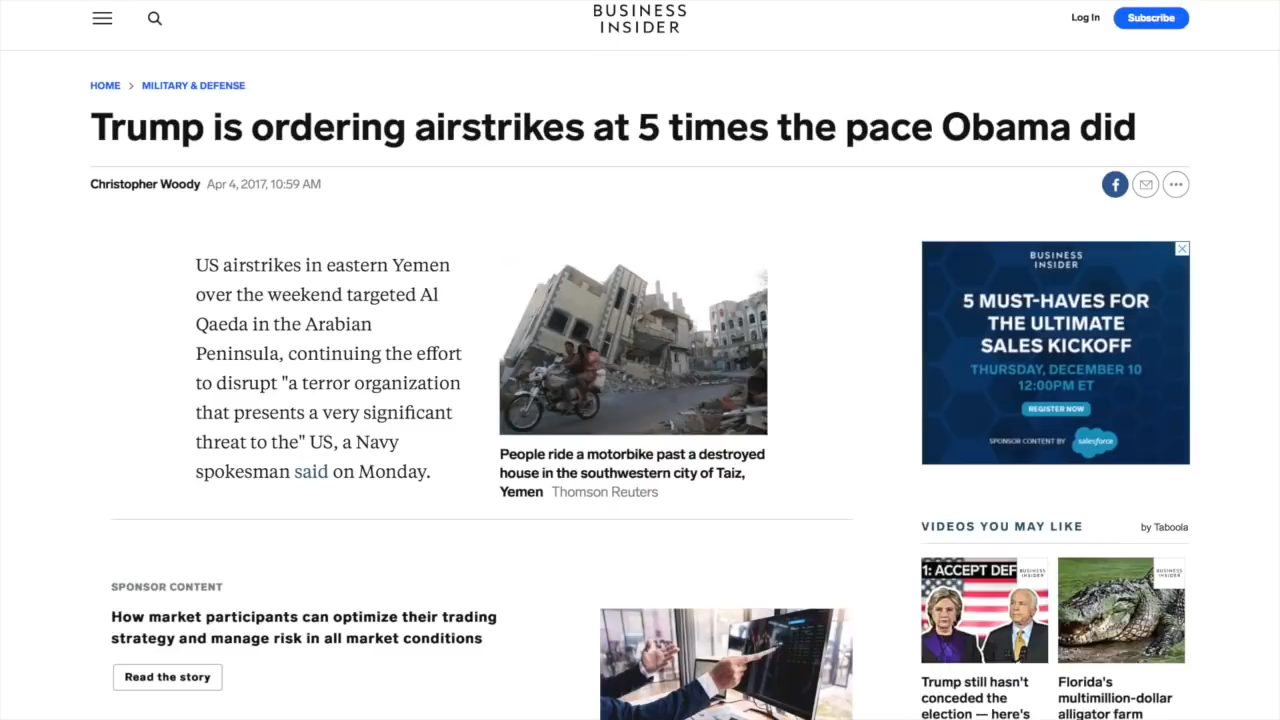 BUSINESS
INSIDER
Log In
Subscribe
HOME > MILITARY & DEFENSE
Trump is ordering airstrikes at 5 times the pace Obama did
Christopher Woody Apr 4, 2017, 10:59 AM
US airstrikes in eastern Yemen
over the weekend targeted Al
Qaeda in the Arabian
Peninsula, continuing the effort
to disrupt "a terror organization
that presents a very significant
threat to the" US, a Navy
spokesman said on Monday.
People ride a motorbike past a destroyed
house in the southwestern city of Taiz,
Yemen Thomson Reuters
BUSINESS
INSIDER
5 MUST-HAVES FOR
THE ULTIMATE
SALES KICKOFF
THURSDAY, DECEMBER 10
12:00PM ET
REGISTER NOW
SPONSOR CONTENT BY salesforce
SPONSOR CONTENT
How market participants can optimize their trading
strategy and manage risk in all market conditions
Read the story
VIDEOS YOU MAY LIKE by Taboola
1: ACCEPT DEF
BUSINESS
INSIDER
BUSINESS
INSIDER
Trump still hasn't
conceded the
election — here's
Florida's
multimillion-dollar
alligator farm